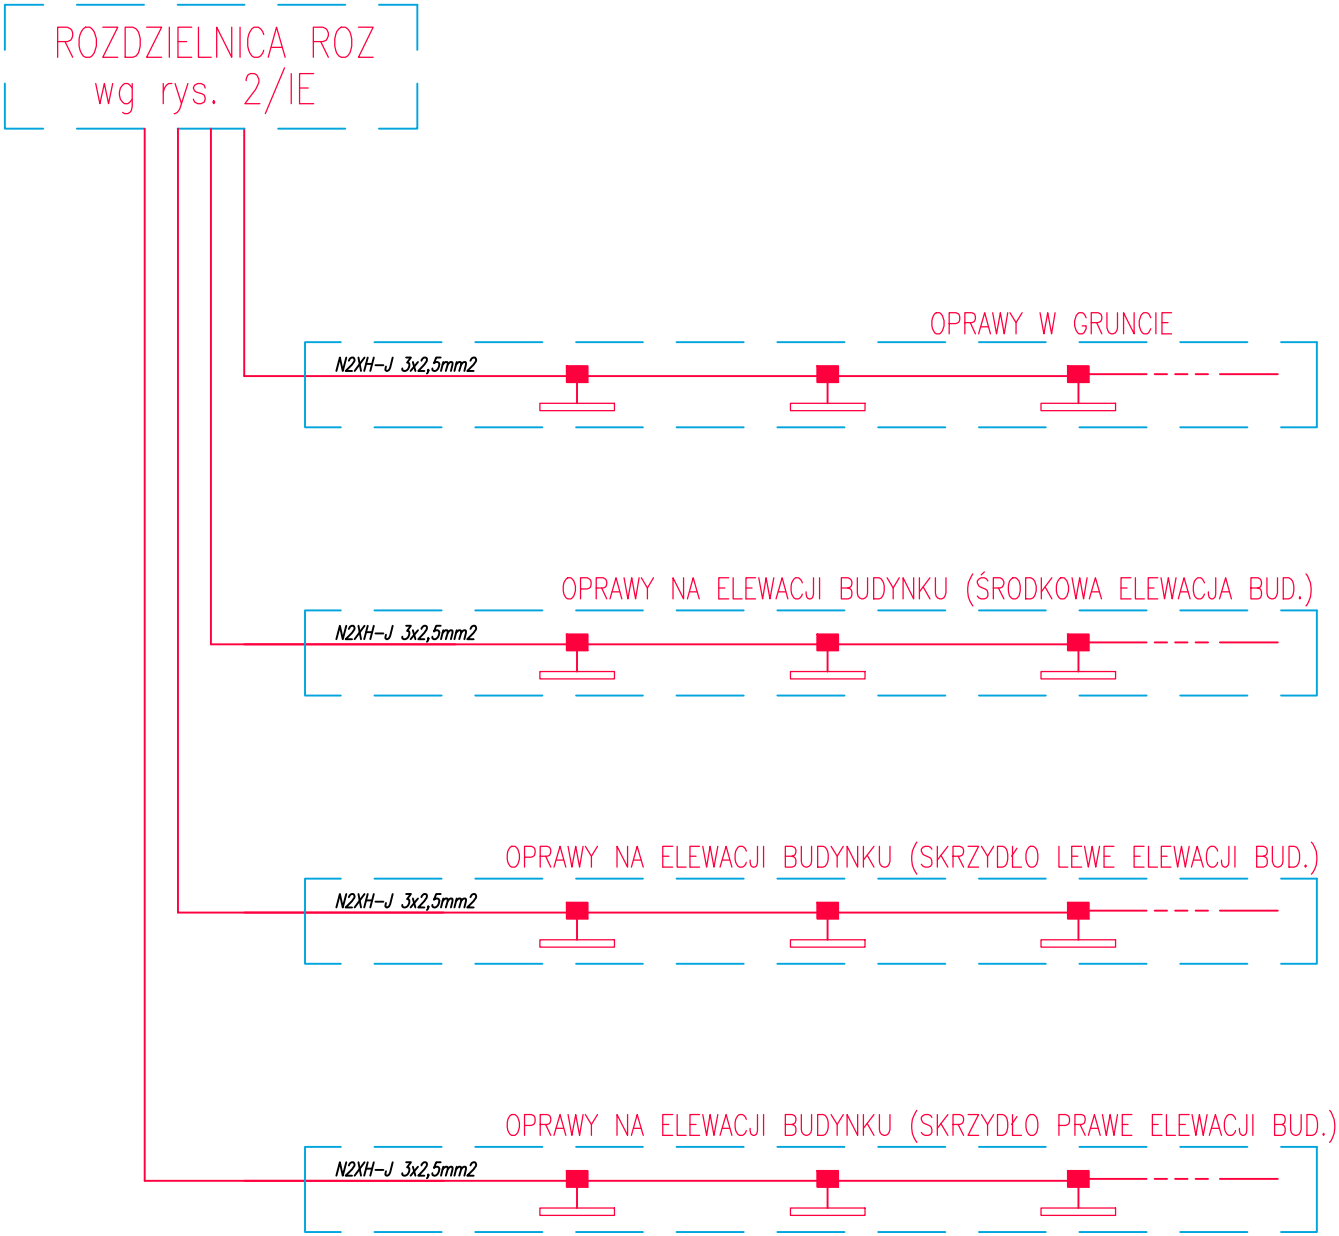 ROZDZIELNICA ROZ
wg rys. 2/IE
OPRAWY W GRUNCIE
N2XH-J 3x2,5mm2
OPRAWY NA ELEWACJI BUDYNKU (ŚRODKOWA ELEWACJA BUD.)
N2XH-J 3x2,5mm2
OPRAWY NA ELEWACJI BUDYNKU (SKRZYDŁO LEWE ELEWACJI BUD.)
N2XH-J 3x2,5mm2
OPRAWY NA ELEWACJI BUDYNKU (SKRZYDŁO PRAWE ELEWACJI BUD.)
N2XH-J 3x2,5mm2